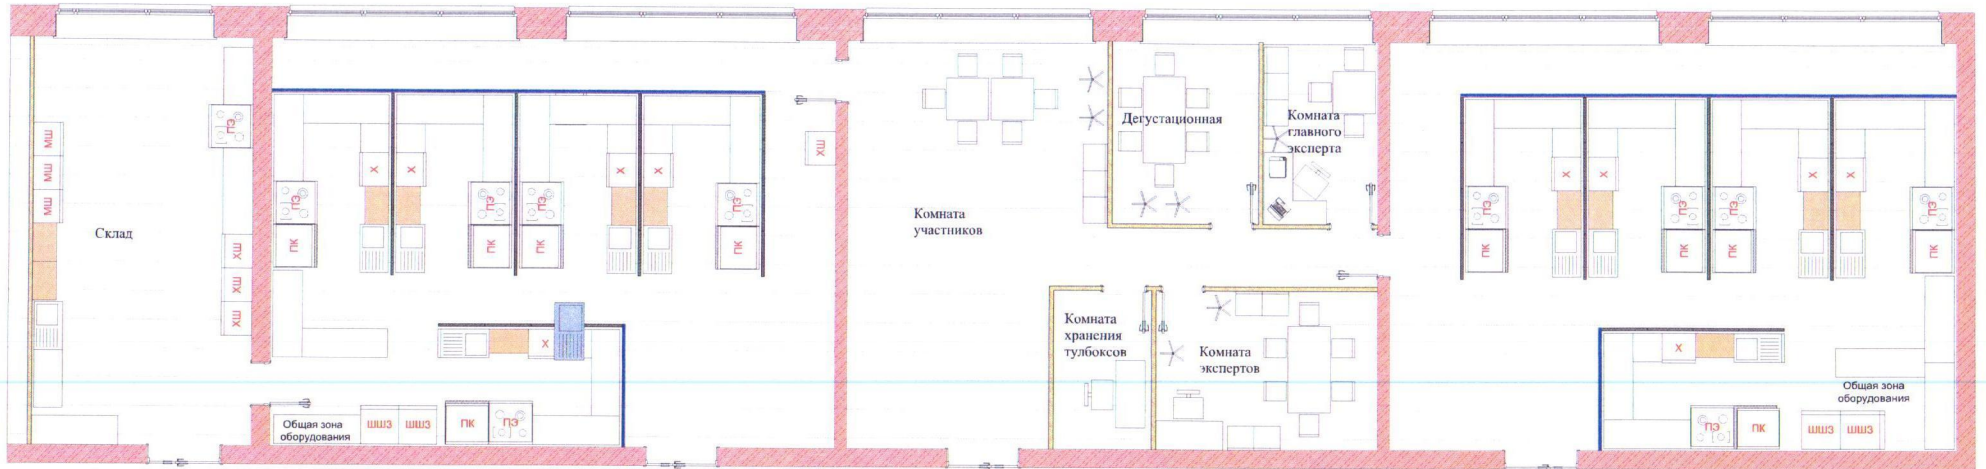 МШ
МШ
МШ
Склад
ПЭ
ХШ
ХШ
ХШ
ПЭ
ПК
Х
Х
ПЭ
ПК
ПЭ
ПК
Х
Х
ПЭ
ПК
ХШ
Х
Общая зона
оборудования
ШШЗ
ШШЗ
ПК
ПЭ
Комната
участников
Дегустационная
Комната
главного
эксперта
Комната
хранения
тулбоксов
Комната
экспертов
ПЭ
ПК
Х
Х
ПЭ
ПК
ПЭ
ПК
Х
Х
ПЭ
ПК
Х
Общая зона
оборудования
ПЭ
ПК
ШШЗ
ШШЗ